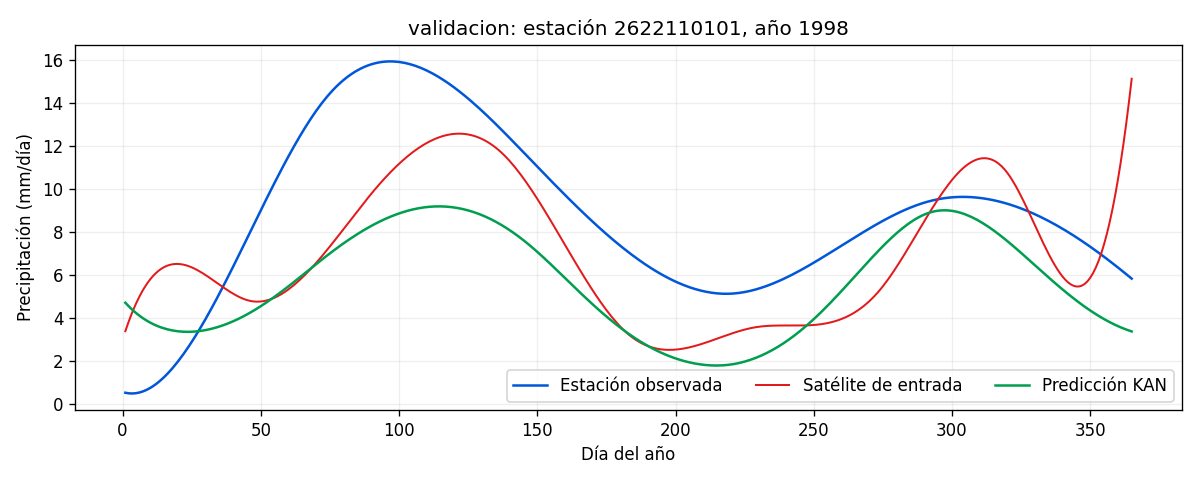 validacion: estación 2622110101, año 1998
Precipitación (mm/día)
16
14
12
10
8
6
4
2
0
Estación observada Satélite de entrada Predicción KAN
0 50 100 150 200 250 300 350
Día del año